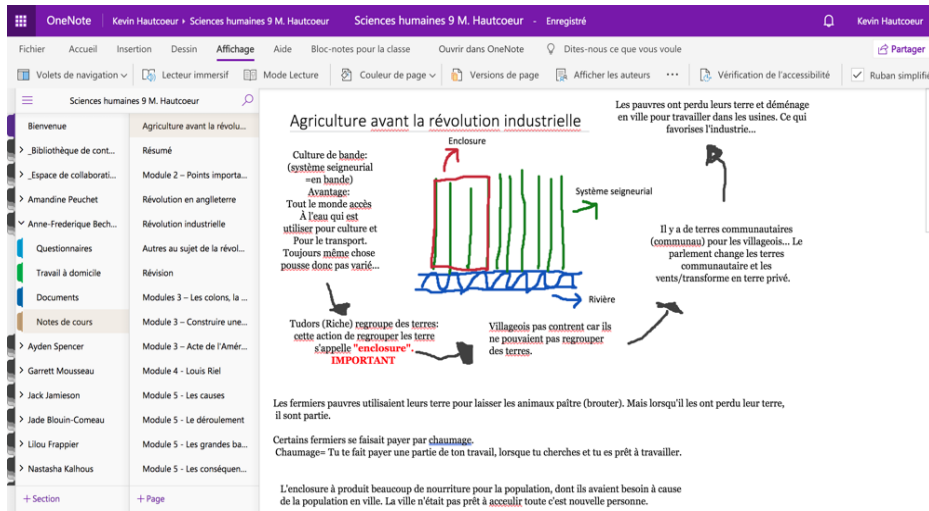 OneNote
Kevin Hautcoeur › Sciences humaines 9 M. Hautcoeur
Sciences humaines 9 M. Hautcoeur - Enregistré
Kevin Hautcoeur
Fichier Accueil Insertion Dessin Affichage Aide Bloc-notes pour la classe Ouvrir dans OneNote Dites-nous ce que vous voule
Partager
Volets de navigation Lecteur immersif Mode Lecture Couleur de page Versions de page Afficher les auteurs ... Vérification de l'accessibilité Ruban simplifi
Sciences humaines 9 M. Hautcoeur
Bienvenue
_Bibliothèque de cont...
_Espace de collaborati...
Amandine Peuchet
Anne-Frederique Bech...
Questionnaires
Travail à domicile
Documents
Notes de cours
Ayden Spencer
Garrett Mousseau
Jack Jamieson
Jade Blouin-Comeau
Lilou Frappier
Nastasha Kalhous
+ Section
Agriculture avant la révolu...
Résumé
Module 2 – Points importa...
Révolution en angleterre
Révolution industrielle
Autres au sujet de la révol...
Révision
Modules 3 – Les colons, la ...
Module 3 – Construire une...
Module 3 – Acte de l'Amér...
Module 4 - Louis Riel
Module 5 - Les causes
Module 5 - Le déroulement
Module 5 - Les grandes ba...
Module 5 - Les conséquen...
+ Page
Agriculture avant la révolution industrielle
Les pauvres ont perdu leurs terre et déménage
en ville pour travailler dans les usines. Ce qui
favorises l'industrie...
Enclosure
Culture de bande:
(système seigneurial
=en bande)
Avantage:
Tout le monde accès
À l'eau qui est
utiliser pour culture et
Pour le transport.
Toujours même chose
pousse donc pas varié...
Système seigneurial
Rivière
Il y a de terres communautaires
(communau) pour les villageois... Le
parlement change les terres
communautaire et les
vents/transforme en terre privé.
Tudors (Riche) regroupe des terres:
cette action de regrouper les terre
s'appelle "enclosure".
IMPORTANT
Villageois pas contrent car ils
ne pouvaient pas regrouper
des terres.
Les fermiers pauvres utilisaient leurs terre pour laisser les animaux paître (brouter). Mais lorsqu'il les ont perdu leur terre,
il sont partie.
Certains fermiers se faisait payer par chaumage.
Chaumage= Tu te fait payer une partie de ton travail, lorsque tu cherches et tu es prêt à travailler.
L'enclosure à produit beaucoup de nourriture pour la population, dont ils avaient besoin à cause
de la population en ville. La ville n'était pas prêt à acceulir toute c'est nouvelle personne.